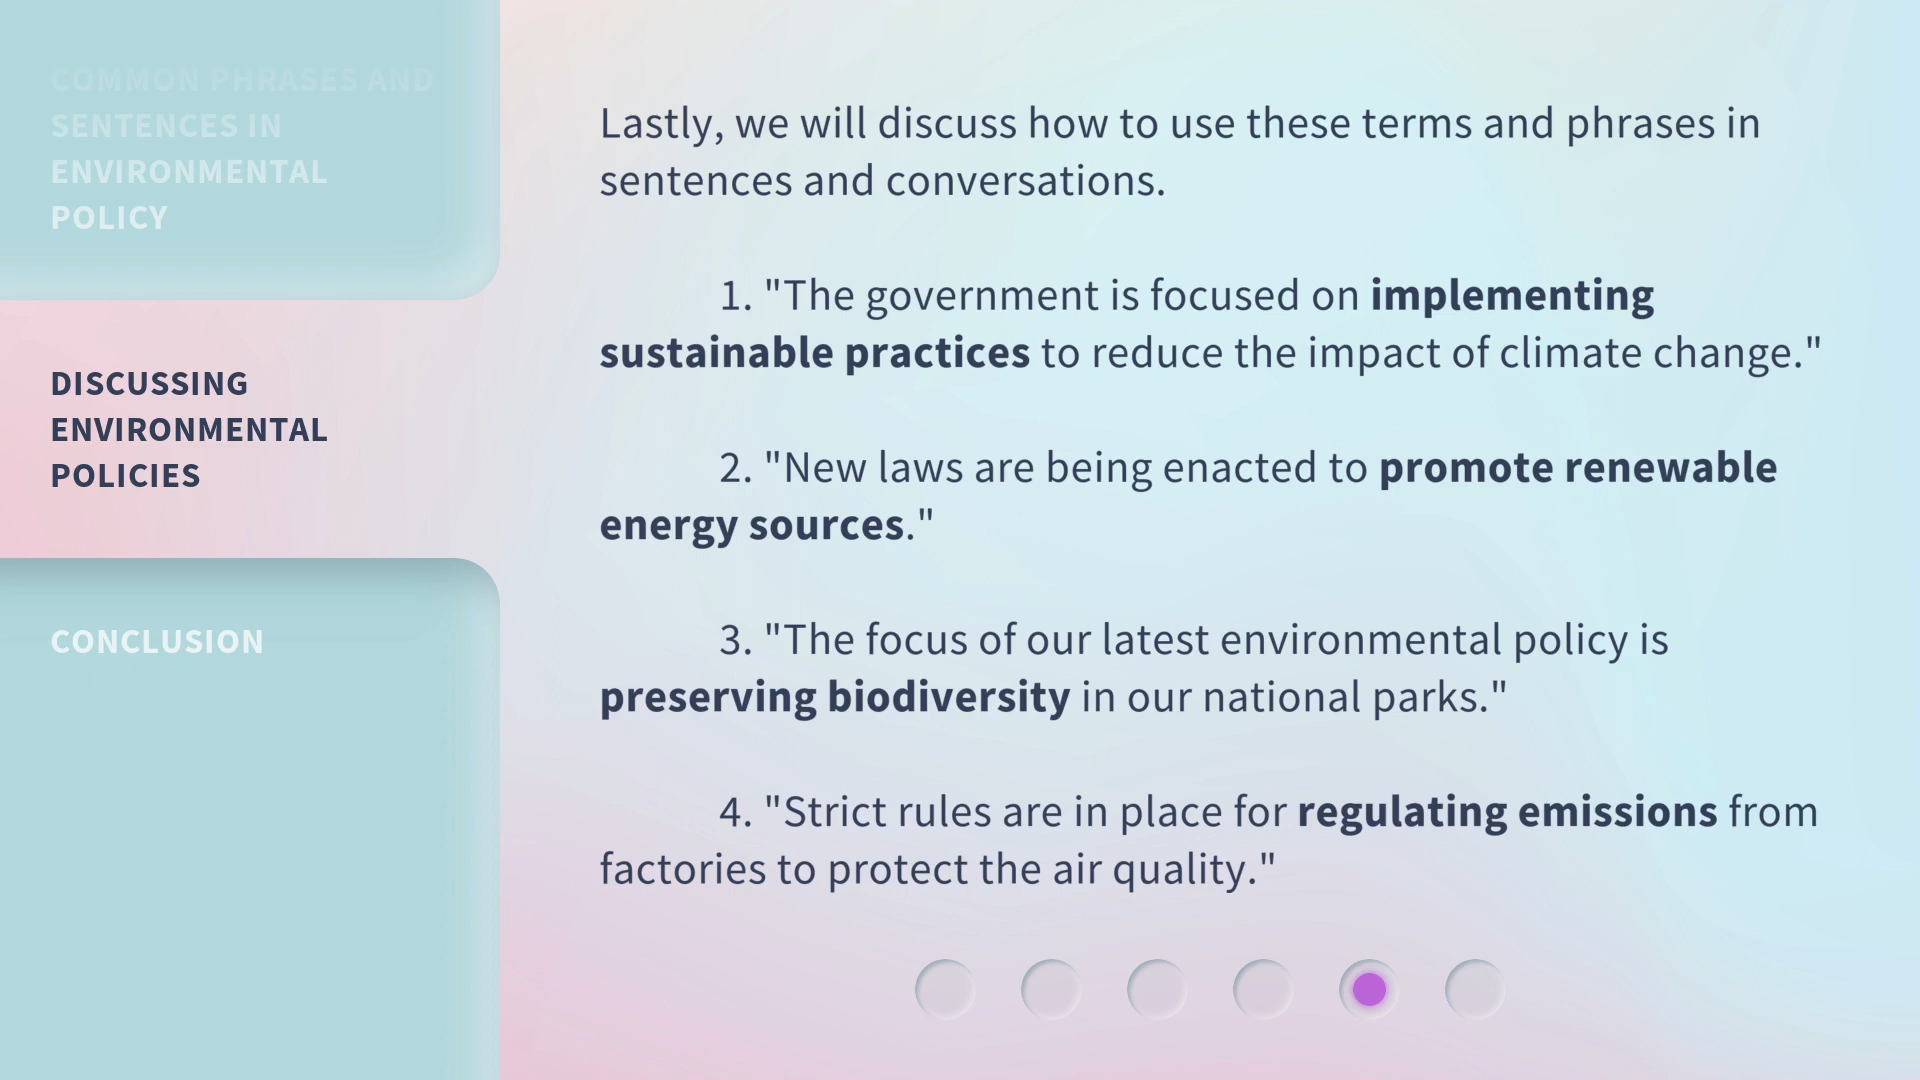 COMMON PHRASES AND
SENTENCES IN
ENVIRONMENTAL
POLICY
DISCUSSING
ENVIRONMENTAL
POLICIES
CONCLUSION
Lastly, we will discuss how to use these terms and phrases in
sentences and conversations.
1. "The government is focused on implementing
sustainable practices to reduce the impact of climate change."
2. "New laws are being enacted to promote renewable
energy sources."
3. "The focus of our latest environmental policy is
preserving biodiversity in our national parks."
4. "Strict rules are in place for regulating emissions from
factories to protect the air quality."